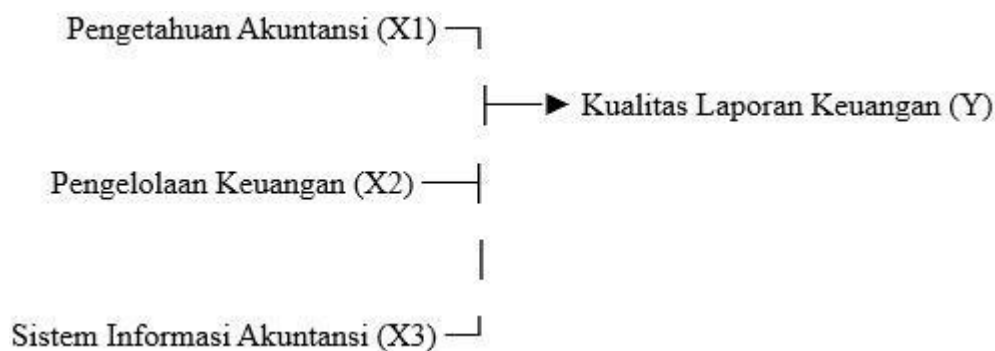 Pengetahuan Akuntansi (X1)
Kualitas Laporan Keuangan (Y)
Pengelolaan Keuangan (X2)
Sistem Informasi Akuntansi (X3)